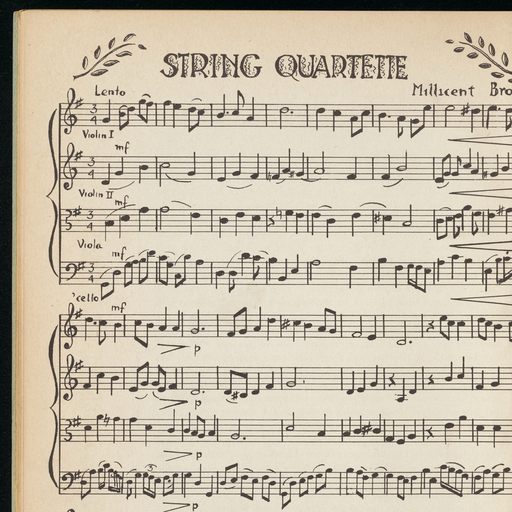 STRING QUARTETTE
Lento
Millicent Bro
Violin I
mf
Violin II
mf
Viola
mf
'cello
mf
p
p
p
p